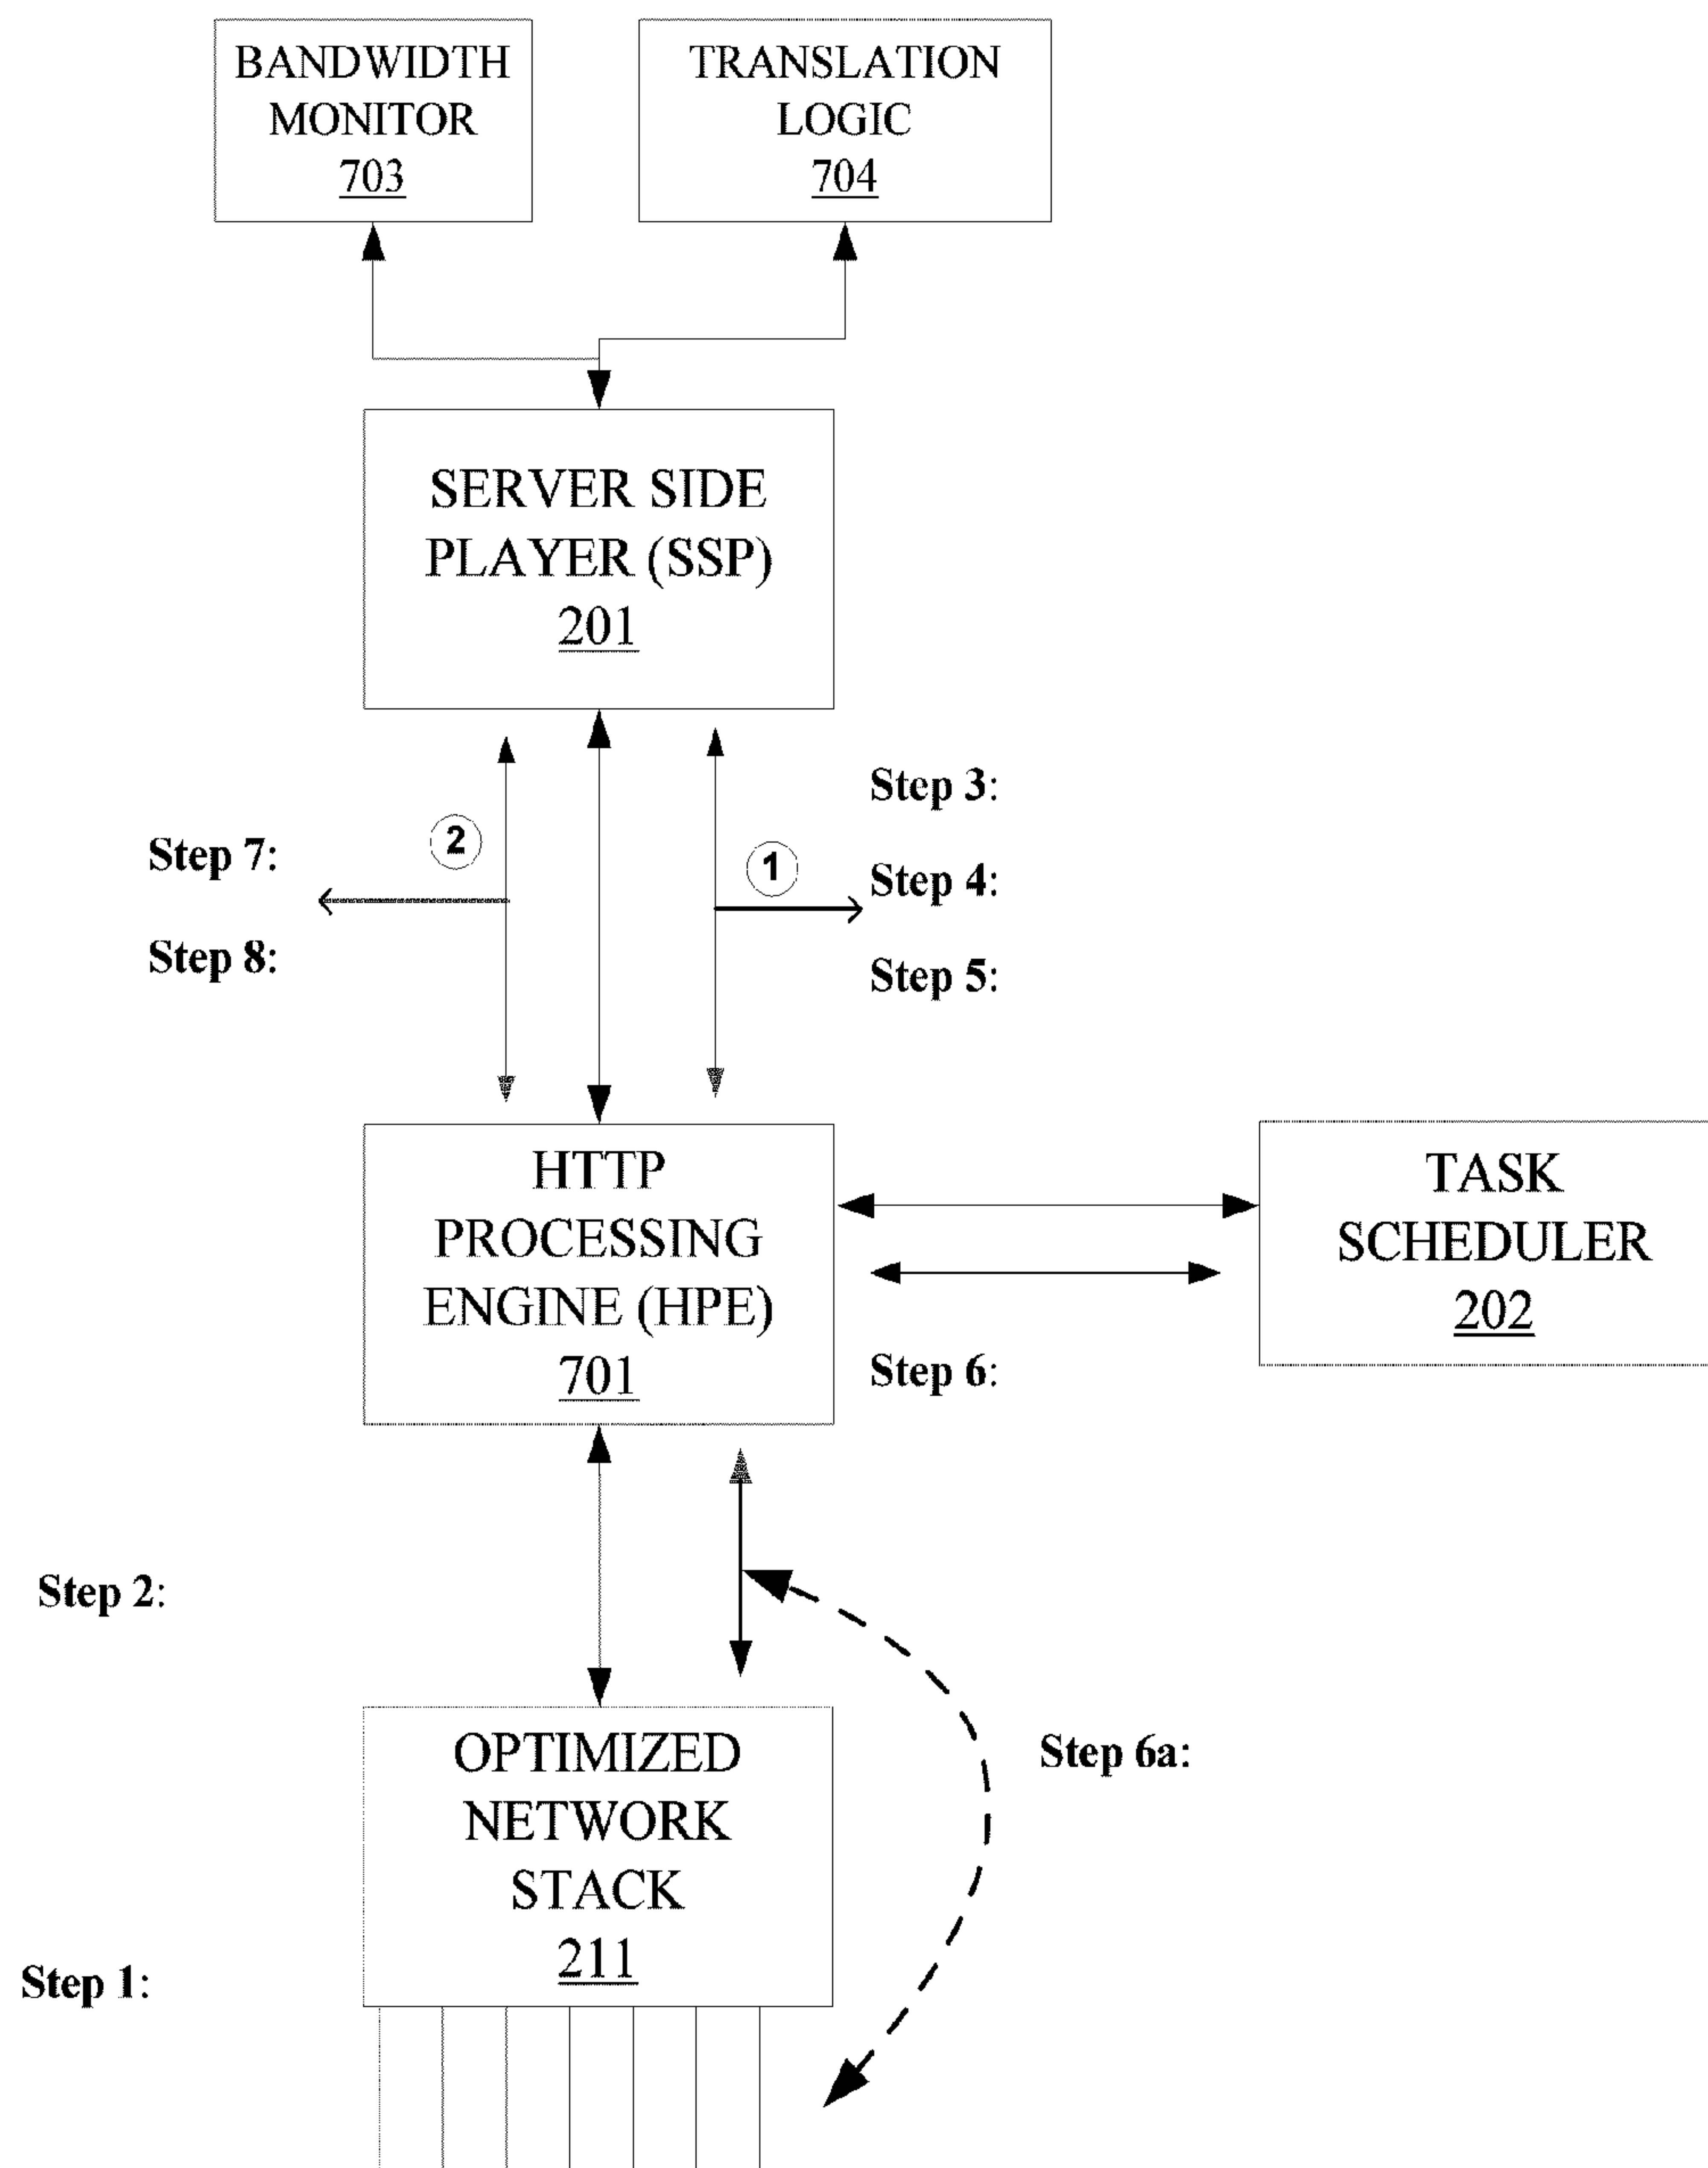 BANDWIDTH
MONITOR
703
TRANSLATION
LOGIC
704
SERVER SIDE
PLAYER (SSP)
201
Step 3:
2
Step 7:
1
Step 4:
Step 8:
Step 5:
HTTP
PROCESSING
ENGINE (HPE)
701
TASK
SCHEDULER
202
Step 6:
Step 2:
OPTIMIZED
NETWORK
STACK
211
Step 6a:
Step 1: